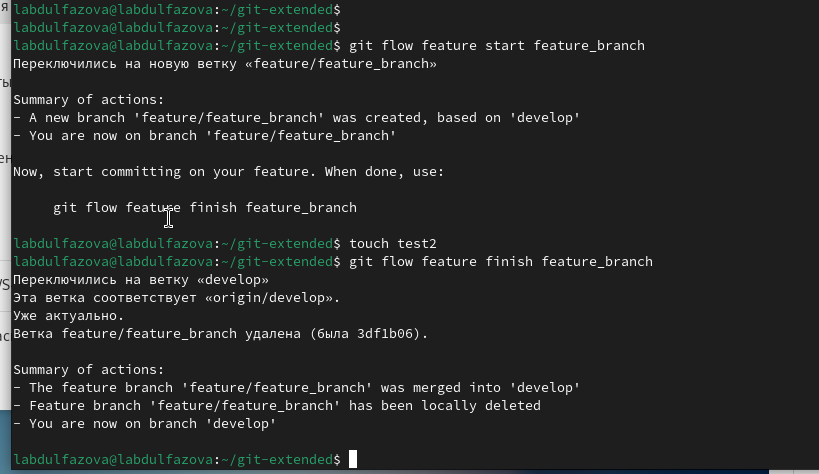 labdulfazova@labdulfazova:~/git-extended$
labdulfazova@labdulfazova:~/git-extended$
labdulfazova@labdulfazova:~/git-extended$ git flow feature start feature_branch
Переключились на новую ветку «feature/feature_branch»
Summary of actions:
- A new branch 'feature/feature_branch' was created, based on 'develop'
- You are now on branch 'feature/feature_branch'
Now, start committing on your feature. When done, use:
git flow feature finish feature_branch
labdulfazova@labdulfazova:~/git-extended$ touch test2
labdulfazova@labdulfazova:~/git-extended$ git flow feature finish feature_branch
Переключились на ветку «develop»
Эта ветка соответствует «origin/develop».
Уже актуально.
Ветка feature/feature_branch удалена (была 3df1b06).
Summary of actions:
- The feature branch 'feature/feature_branch' was merged into 'develop'
- Feature branch 'feature/feature_branch' has been locally deleted
- You are now on branch 'develop'
labdulfazova@labdulfazova:~/git-extended$